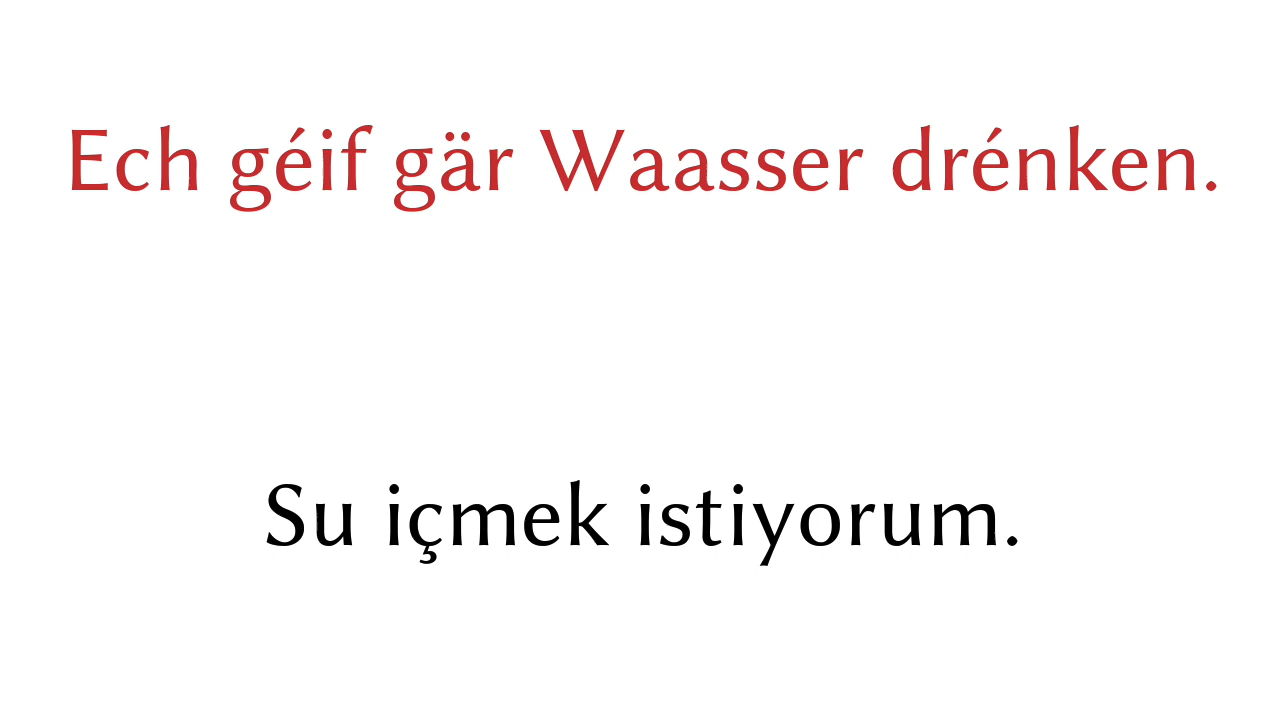 Ech géif gär Waasser drénken.
Su içmek istiyorum.